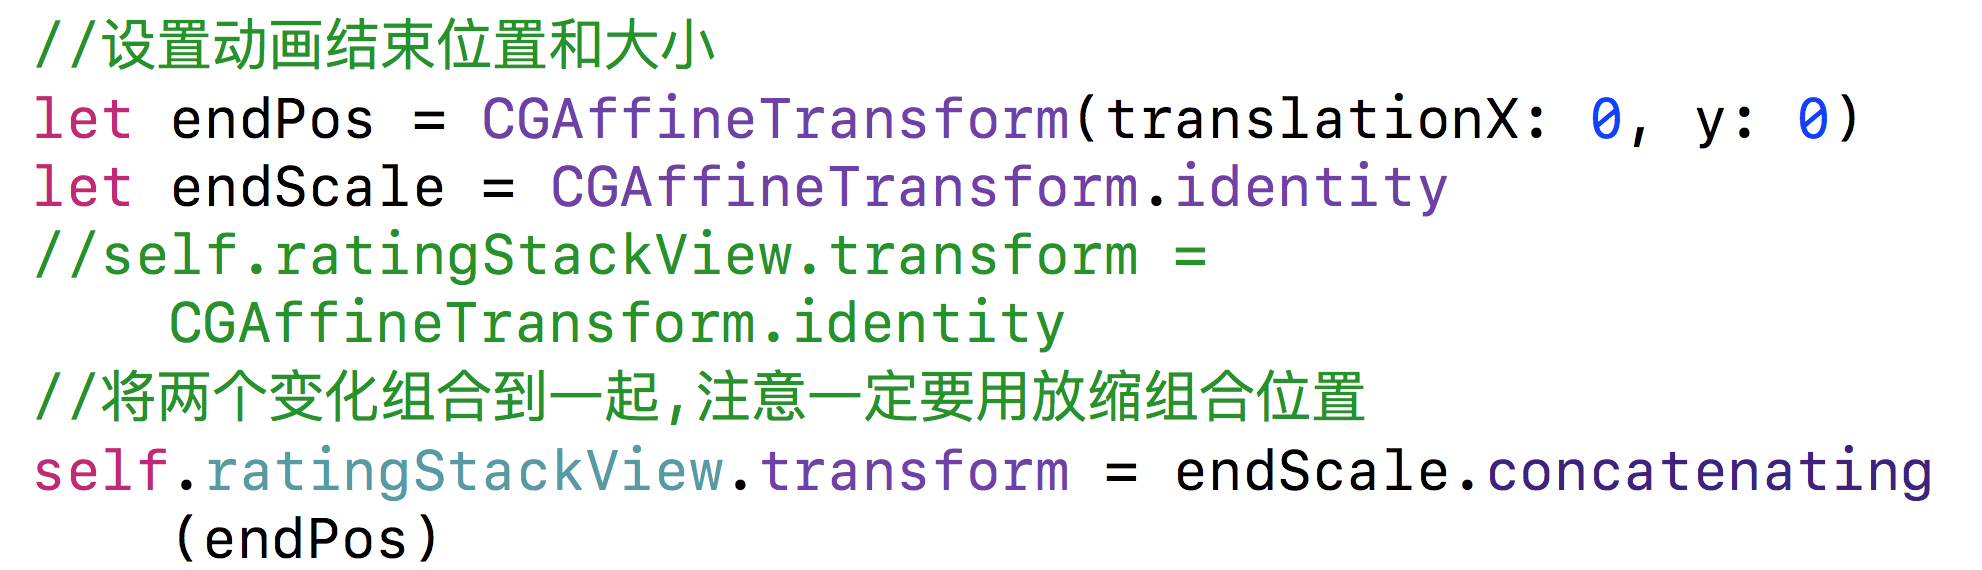 //设置动画结束位置和大小
let endPos = CGAffineTransform(translationX: 0, y: 0)
let endScale = CGAffineTransform.identity
//self.ratingStackView.transform =
CGAffineTransform.identity
//将两个变化组合到一起,注意一定要用放缩组合位置
self.ratingStackView.transform = endScale.concatenating
(endPos)